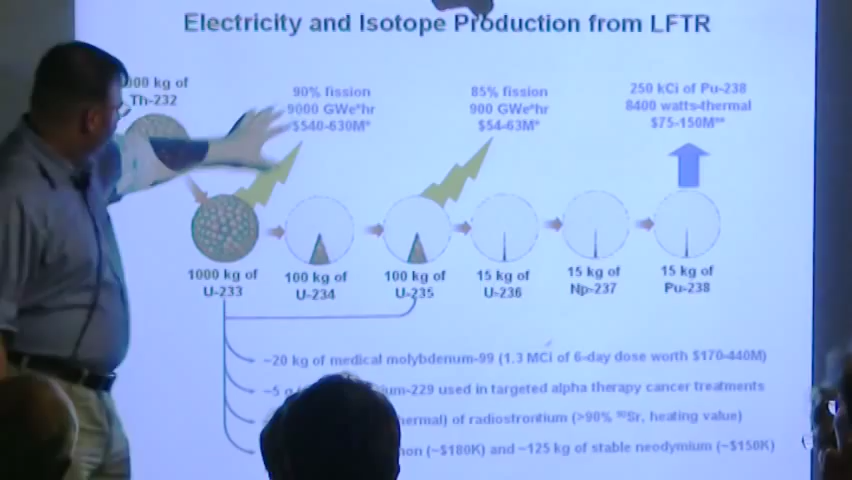 Electricity and Isotope Production from LFTR
000 kg of
Th-232
90% fission
9000 GWe*hr
$540-630M*
85% fission
900 GWe*hr
$54-63M*
250 kCi of Pu-238
8400 watts-thermal
$75-150M**
1000 kg of
U-233
100 kg of
U-234
100 kg of
U-235
15 kg of
U-236
15 kg of
Np-237
15 kg of
Pu-238
~20 kg of medical molybdenum-99 (1.3 MCi of 6-day dose worth $170-440M)
~5 ium-229 used in targeted alpha therapy cancer treatments
ermal) of radiostrontium (>90% ⁹⁰Sr, heating value)
on (~$180K) and ~125 kg of stable neodymium (~$150K)